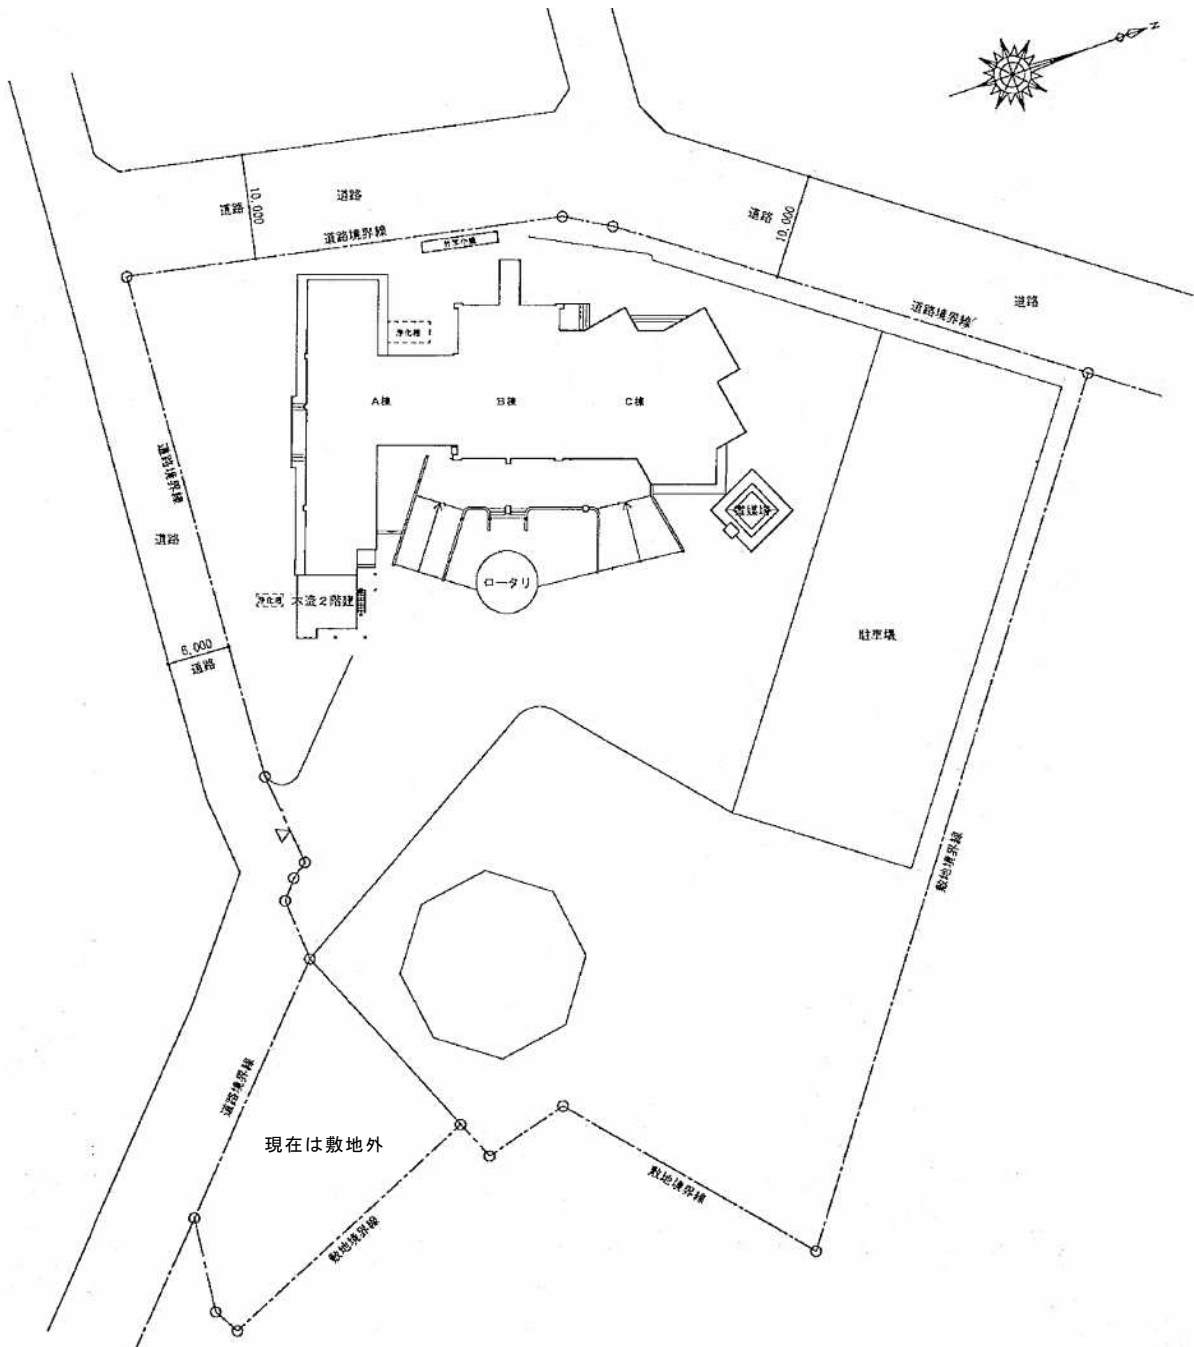 N
道路
10,000
道路
道路境界線
道路
10,000
道路
道路境界線
浄化槽
A棟
B棟
C棟
道路境界線
道路
ロータリ
浄化槽
木造2階建
駐車場
6,000
道路
敷地境界線
道路境界線
現在は敷地外
敷地境界線
敷地境界線